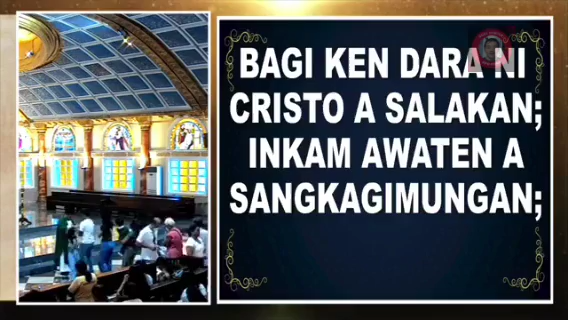 BAGI KEN DARA NI
CRISTO A SALAKAN;
INKAM AWATEN A
SANGKAGIMUNGAN;